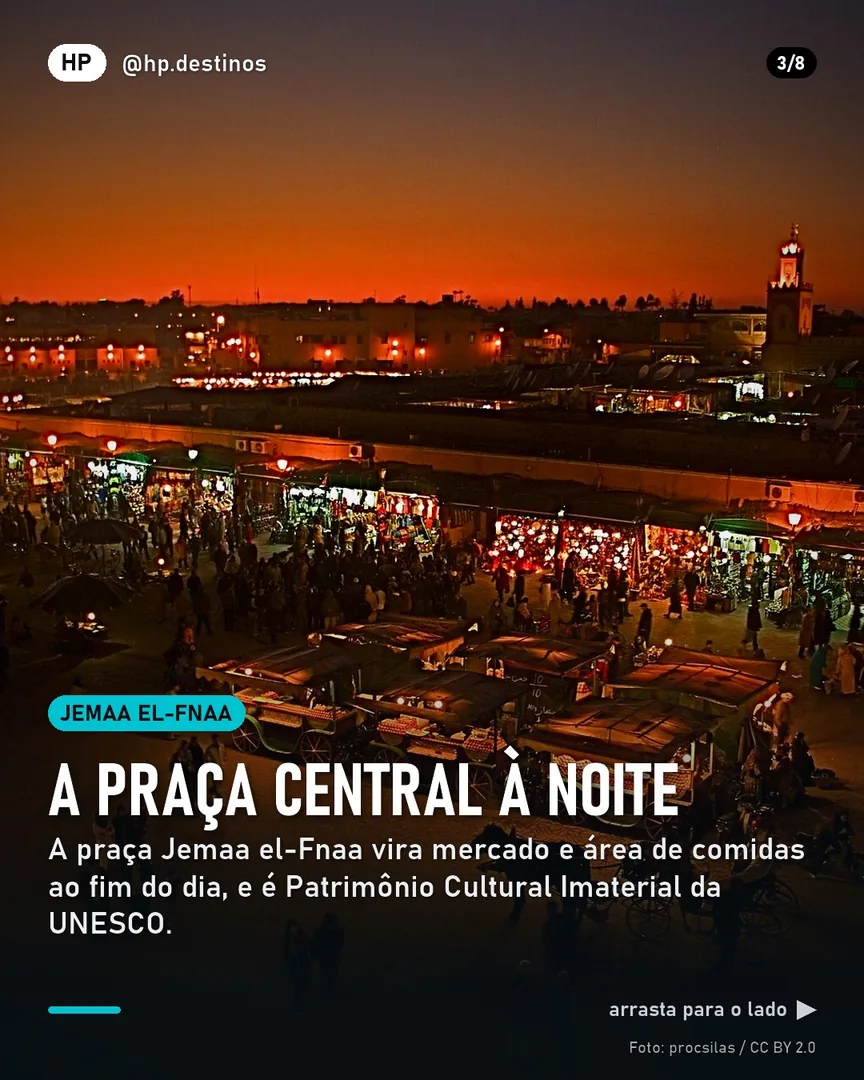 HP @hp.destinos 3/8
JEMAA EL-FNAA
A PRAÇA CENTRAL À NOITE
A praça Jemaa el-Fnaa vira mercado e área de comidas
ao fim do dia, e é Patrimônio Cultural Imaterial da
UNESCO.
arrasta para o lado ▶
Foto: procsilas / CC BY 2.0